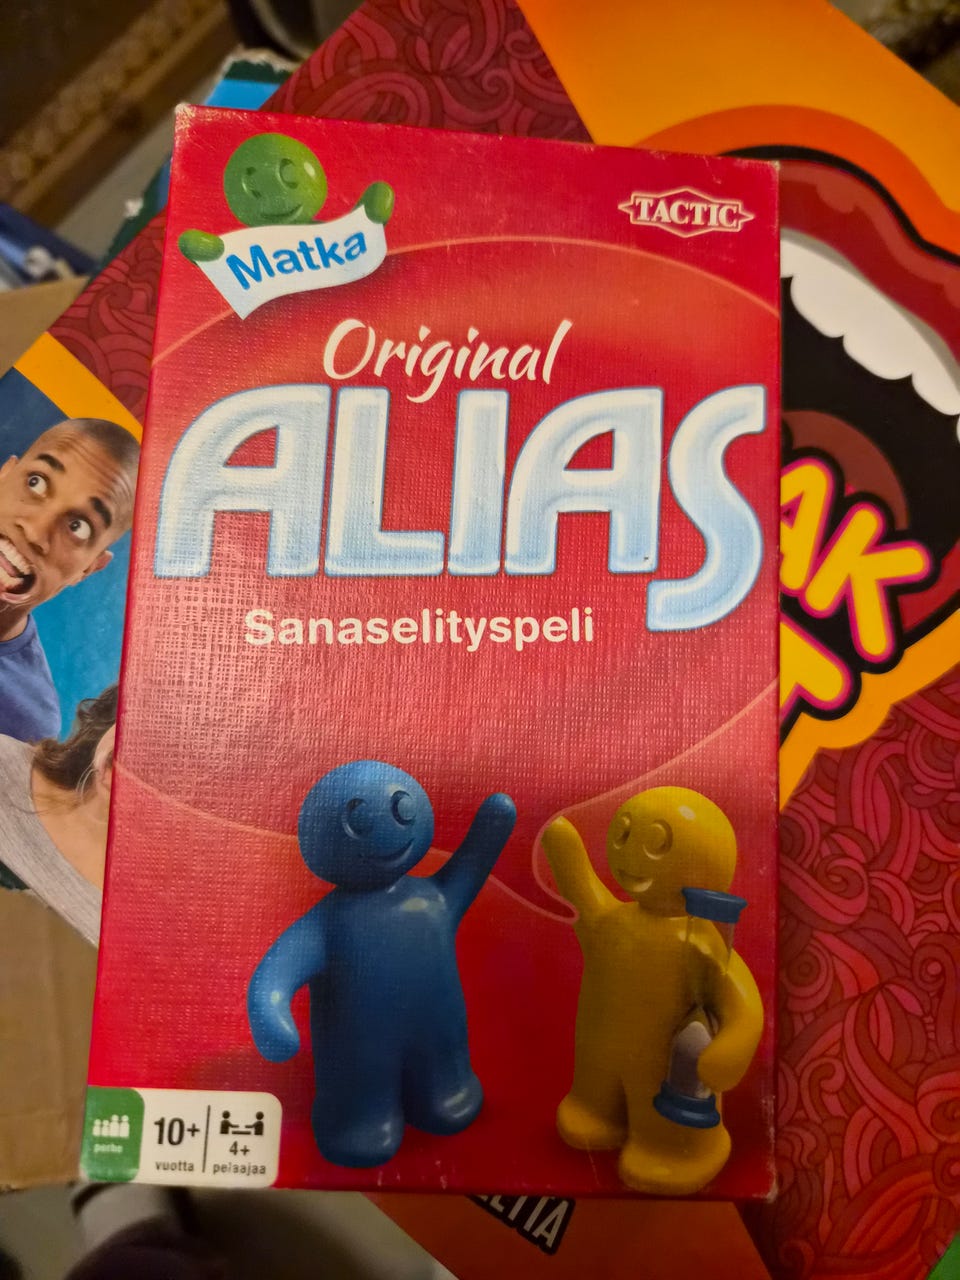 Matka
TACTIC
Original
ALIAS
Sanaselityspeli
perhe
10+
vuotta
4+
pelaajaa